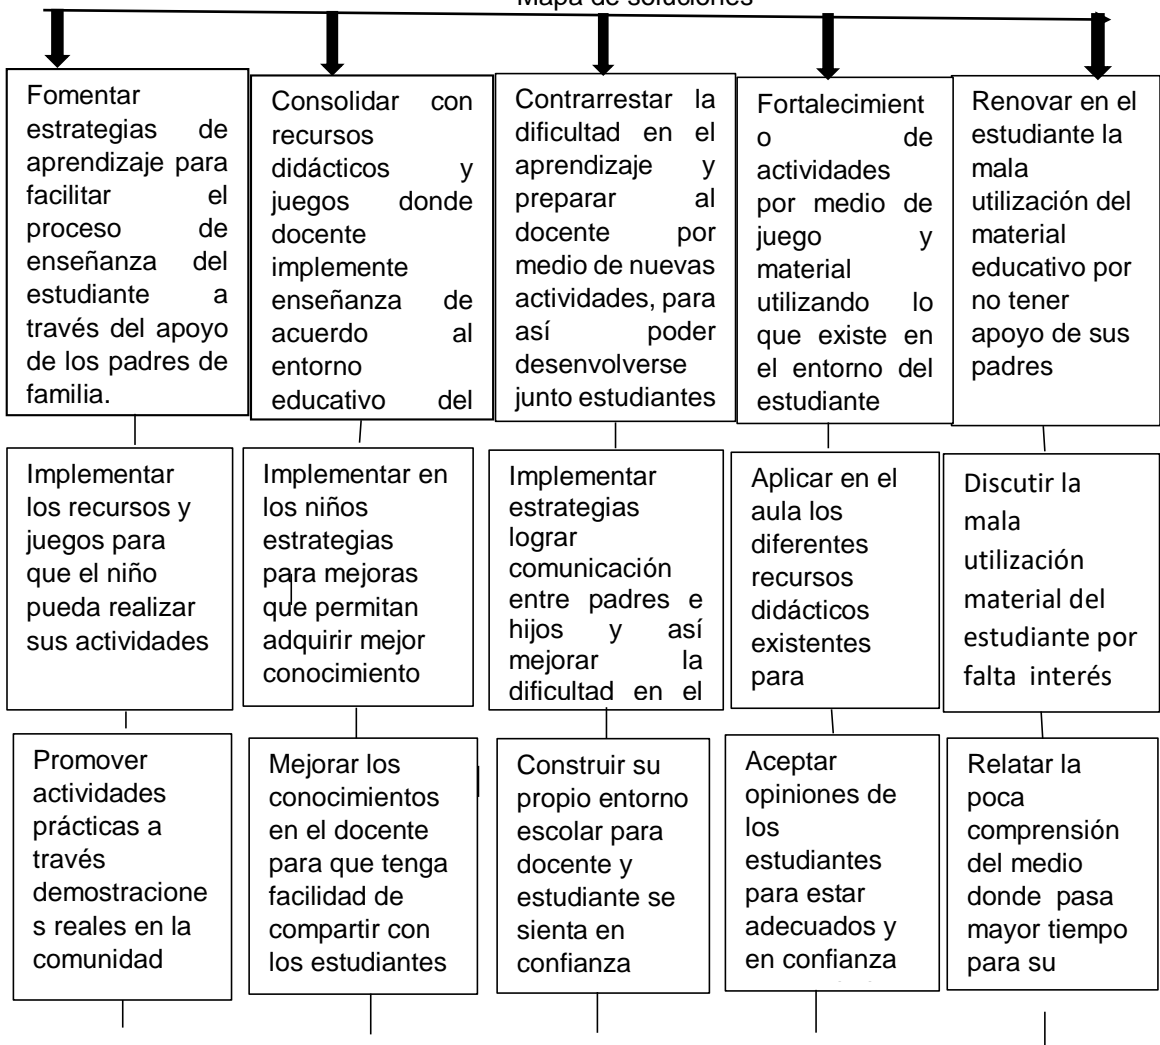 Mapa de soluciones
Fomentar
estrategias de
aprendizaje para
facilitar el
proceso de
enseñanza del
estudiante a
través del apoyo
de los padres de
familia.
Consolidar con
recursos
didácticos y
juegos donde
docente
implemente
enseñanza de
acuerdo al
entorno
educativo del
Contrarrestar la
dificultad en el
aprendizaje y
preparar al
docente por
medio de nuevas
actividades, para
así poder
desenvolverse
junto estudiantes
Fortalecimient
o de
actividades
por medio de
juego y
material
utilizando lo
que existe en
el entorno del
estudiante
Renovar en el
estudiante la
mala
utilización del
material
educativo por
no tener
apoyo de sus
padres
Implementar
los recursos y
juegos para
que el niño
pueda realizar
sus actividades
Implementar en
los niños
estrategias
para mejoras
que permitan
adquirir mejor
conocimiento
Implementar
estrategias
lograr
comunicación
entre padres e
hijos y así
mejorar la
dificultad en el
Aplicar en el
aula los
diferentes
recursos
didácticos
existentes
para
Discutir la
mala
utilización
material del
estudiante por
falta interés
Promover
actividades
prácticas a
través
demostracione
s reales en la
comunidad
Mejorar los
conocimientos
en el docente
para que tenga
facilidad de
compartir con
los estudiantes
Construir su
propio entorno
escolar para
docente y
estudiante se
sienta en
confianza
Aceptar
opiniones de
los
estudiantes
para estar
adecuados y
en confianza
Relatar la
poca
comprensión
del medio
donde pasa
mayor tiempo
para su